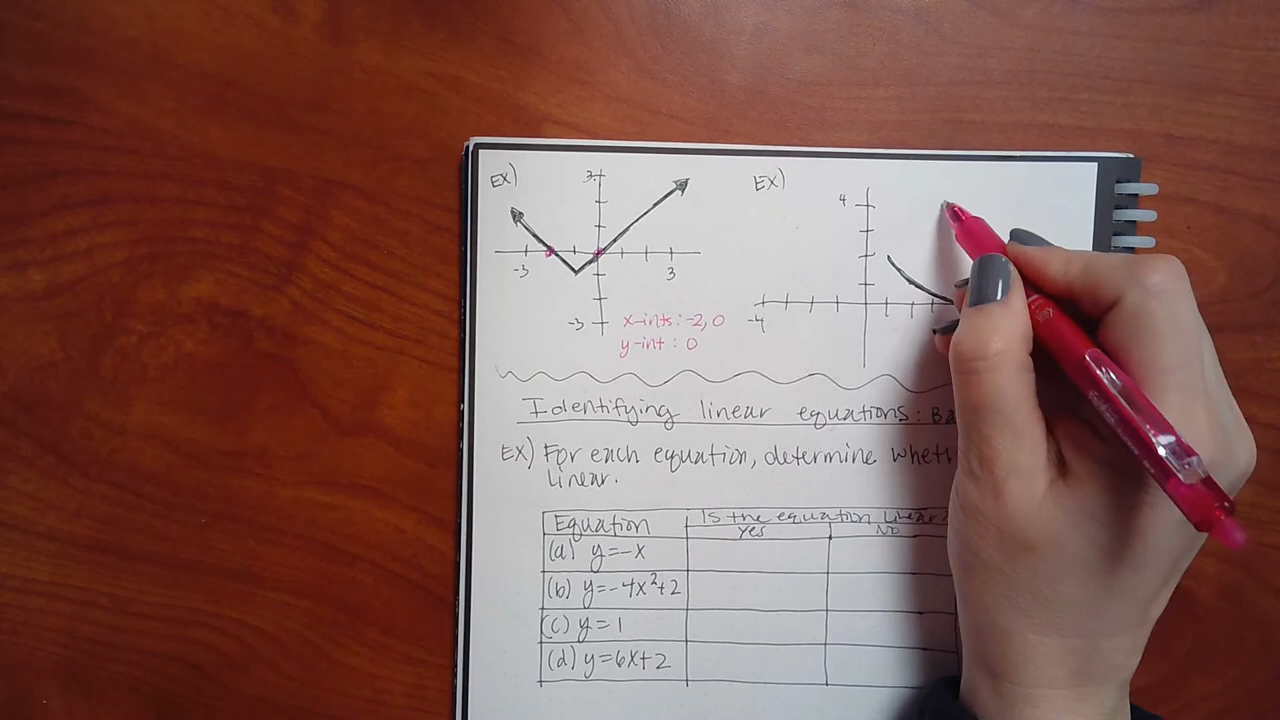 EX)
3
-3
3
-3
x-ints: -2, 0
y-int: 0
EX)
4
-4
Identifying linear equations:
EX) For each equation, determine
linear.
Equation
Is the equation linear
Yes
No
(a) y=-x
(b) y=-4x²+2
(c) y=1
(d) y=6x+2